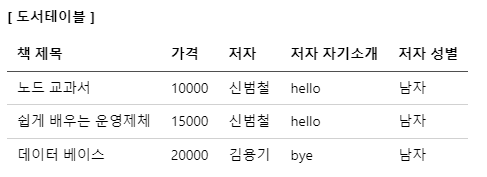 [ 도서테이블 ]
책 제목 가격 저자 저자 자기소개 저자 성별
노드 교과서 10000 신범철 hello 남자
쉽게 배우는 운영제체 15000 신범철 hello 남자
데이터 베이스 20000 김용기 bye 남자